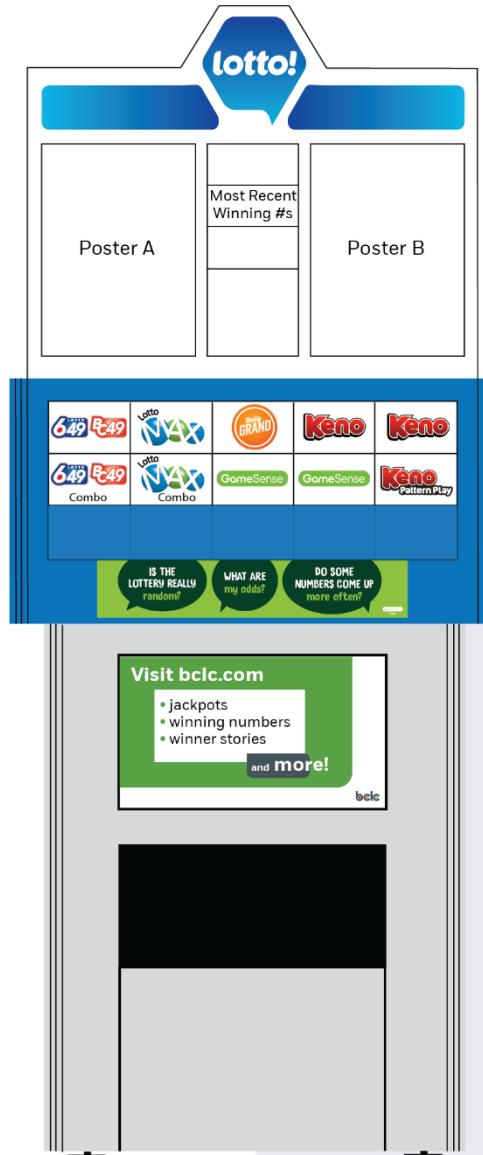 lotto!
Most Recent
Winning #s
Poster A
Poster B
LOTTO
649 BC49
Lotto
MAX
Daily
GRAND
Keno
Keno
LOTTO
649 BC49
Combo
Lotto
MAX
Combo
GameSense
GameSense
Keno
Pattern Play
IS THE
LOTTERY REALLY
random?
WHAT ARE
my odds?
DO SOME
NUMBERS COME UP
more often?
Visit bclc.com
• jackpots
• winning numbers
• winner stories
and more!
bclc